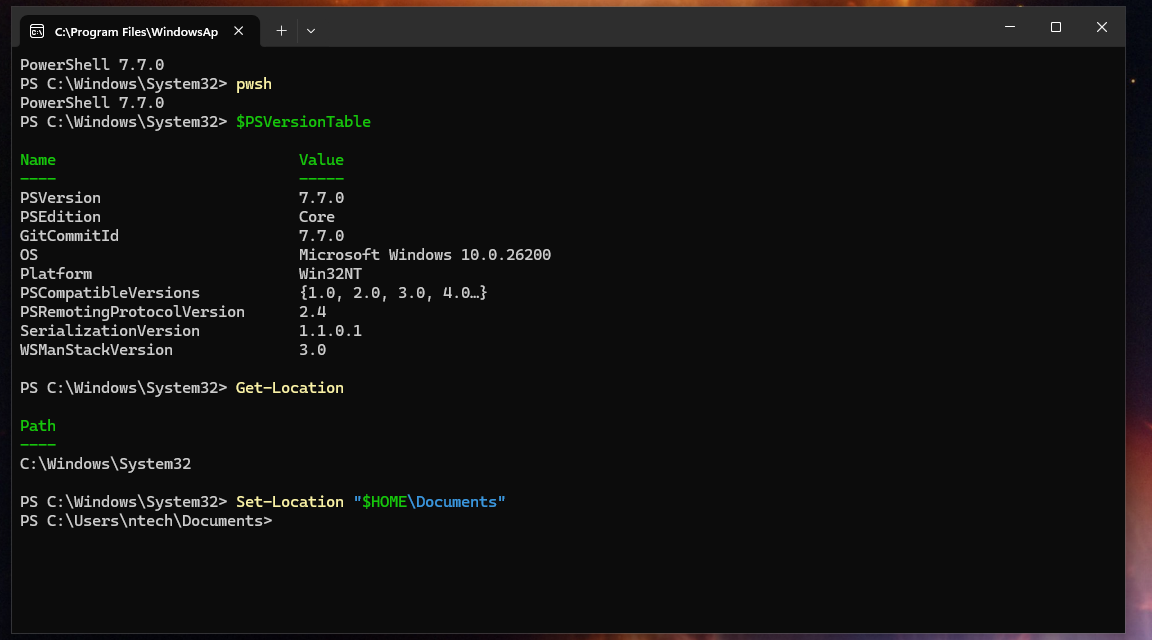 C:\Program Files\WindowsAp
PowerShell 7.7.0
PS C:\Windows\System32> pwsh
PowerShell 7.7.0
PS C:\Windows\System32> $PSVersionTable
Name Value
---- -----
PSVersion 7.7.0
PSEdition Core
GitCommitId 7.7.0
OS Microsoft Windows 10.0.26200
Platform Win32NT
PSCompatibleVersions {1.0, 2.0, 3.0, 4.0…}
PSRemotingProtocolVersion 2.4
SerializationVersion 1.1.0.1
WSManStackVersion 3.0
PS C:\Windows\System32> Get-Location
Path
----
C:\Windows\System32
PS C:\Windows\System32> Set-Location "$HOME\Documents"
PS C:\Users\ntech\Documents>